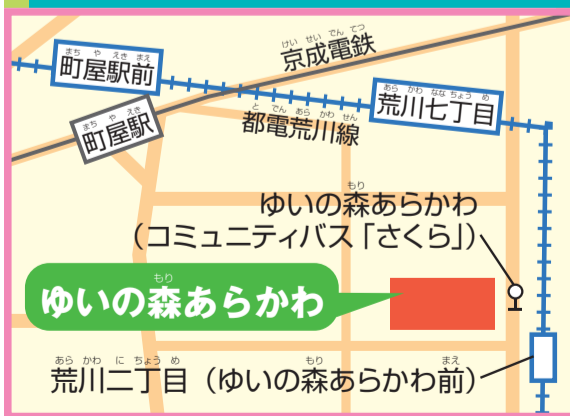 まちやえきまえ
町屋駅前
けいせいでんてつ
京成電鉄
まちやえき
町屋駅
とでんあらかわせん
都電荒川線
あらかわななちょうめ
荒川七丁目
もり
ゆいの森あらかわ
（コミュニティバス「さくら」）
もり
ゆいの森あらかわ
あらかわにちょうめ もり まえ
荒川二丁目（ゆいの森あらかわ前）